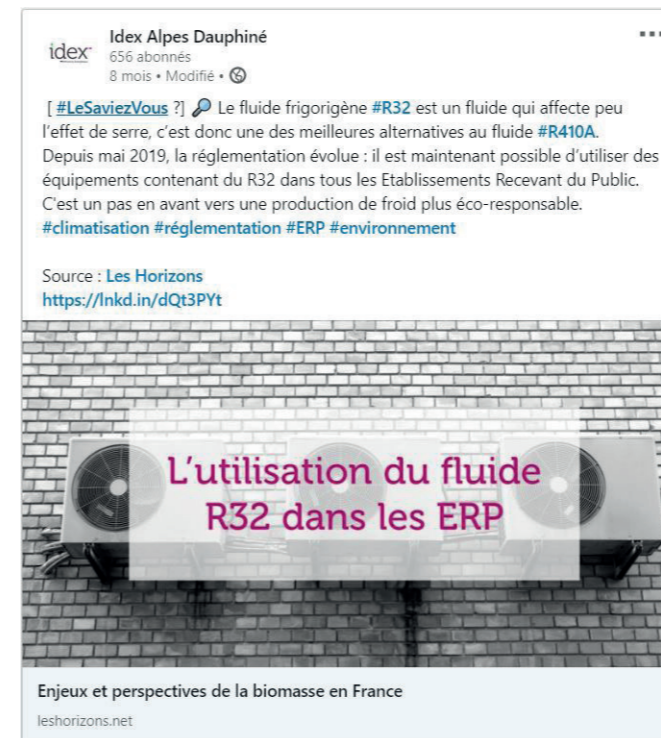 idex
Idex Alpes Dauphiné
656 abonnés
8 mois • Modifié •
[ #LeSaviezVous ?] 🔎 Le fluide frigorigène #R32 est un fluide qui affecte peu
l'effet de serre, c'est donc une des meilleures alternatives au fluide #R410A.
Depuis mai 2019, la réglementation évolue : il est maintenant possible d'utiliser des
équipements contenant du R32 dans tous les Etablissements Recevant du Public.
C'est un pas en avant vers une production de froid plus éco-responsable.
#climatisation #réglementation #ERP #environnement
Source : Les Horizons
https://lnkd.in/dQt3PYt
L'utilisation du fluide
R32 dans les ERP
Enjeux et perspectives de la biomasse en France
leshorizons.net